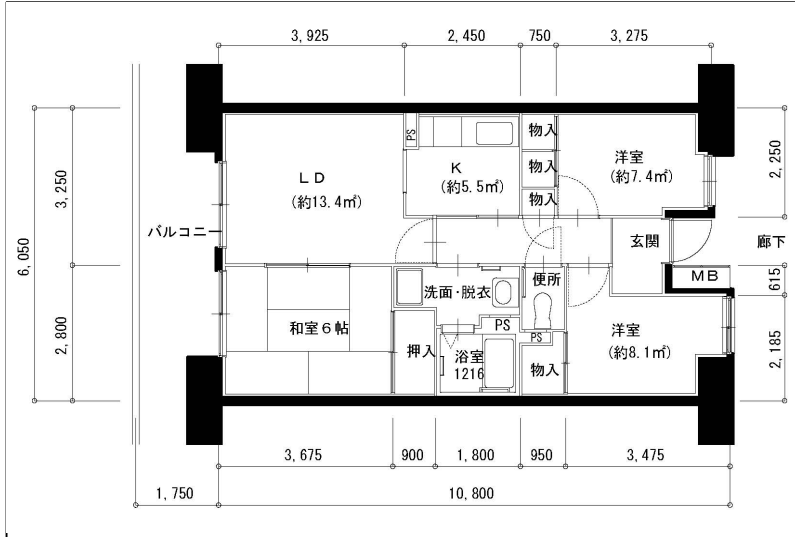 3,925
2,450
750
3,275
物入
物入
物入
PS
LD
(約13.4㎡)
K
(約5.5㎡)
洋室
(約7.4㎡)
2,250
3,250
6,050
2,800
バルコニー
玄関
廊下
MB
615
2,185
洗面・脱衣
便所
和室6帖
押入
PS
PS
浴室
1216
物入
洋室
(約8.1㎡)
3,675
900
1,800
950
3,475
1,750
10,800